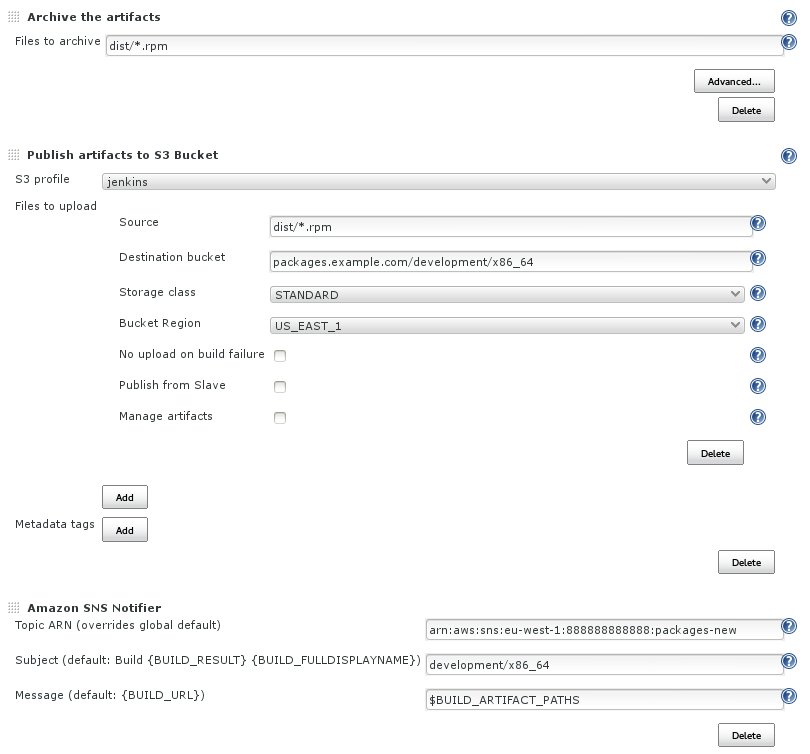 Archive the artifacts
Files to archive dist/*.rpm
Advanced...
Delete
Publish artifacts to S3 Bucket
S3 profile jenkins
Files to upload
Source dist/*.rpm
Destination bucket packages.example.com/development/x86_64
Storage class STANDARD
Bucket Region US_EAST_1
No upload on build failure
Publish from Slave
Manage artifacts
Delete
Add
Metadata tags Add
Delete
Amazon SNS Notifier
Topic ARN (overrides global default) arn:aws:sns:eu-west-1:888888888888:packages-new
Subject (default: Build {BUILD_RESULT} {BUILD_FULLDISPLAYNAME}) development/x86_64
Message (default: {BUILD_URL}) $BUILD_ARTIFACT_PATHS
Delete